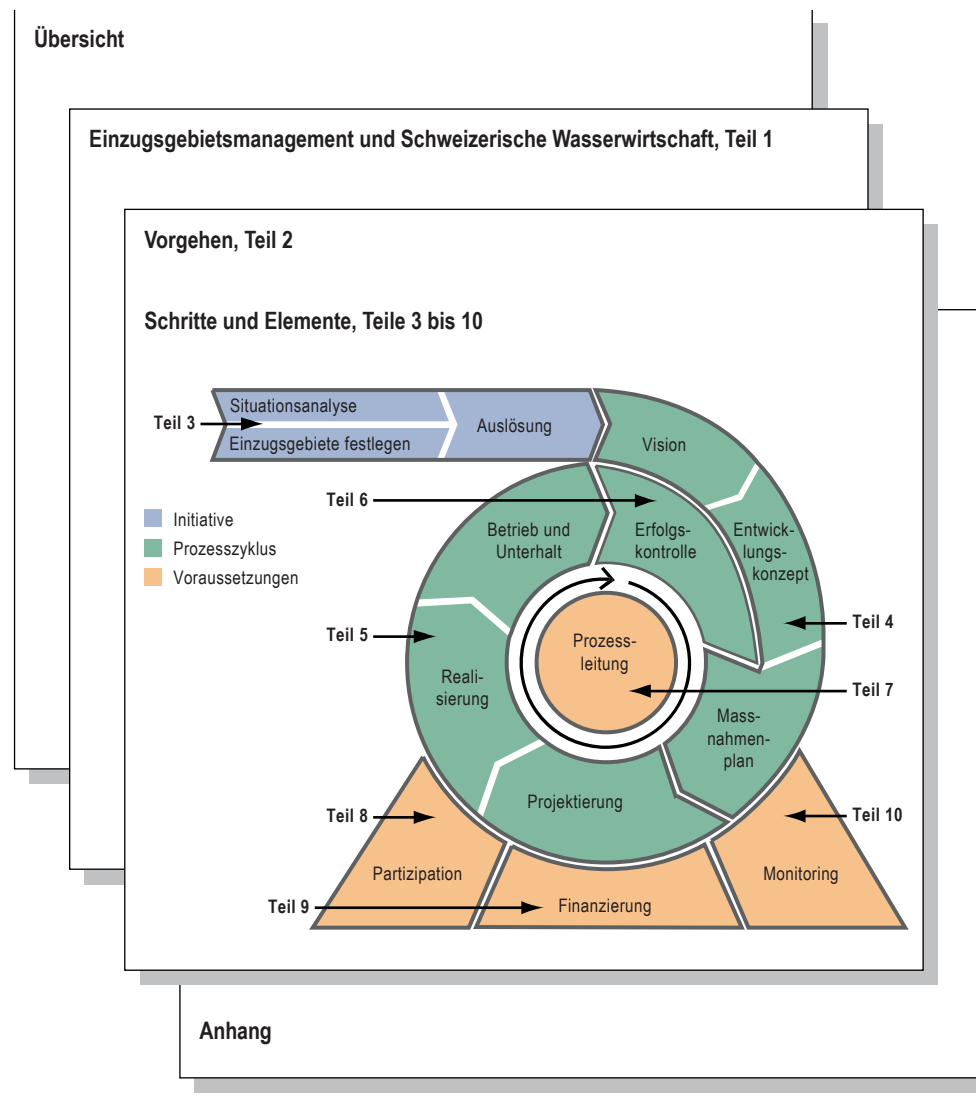 Übersicht
Einzugsgebietsmanagement und Schweizerische Wasserwirtschaft, Teil 1
Vorgehen, Teil 2
Schritte und Elemente, Teile 3 bis 10
Teil 3
Situationsanalyse
Einzugsgebiete festlegen
Auslösung
Vision
Teil 6
Initiative
Prozesszyklus
Voraussetzungen
Betrieb und
Unterhalt
Erfolgs-
kontrolle
Entwick-
lungs-
konzept
Teil 4
Teil 5
Prozess-
leitung
Teil 7
Reali-
sierung
Mass-
nahmen-
plan
Projektierung
Teil 8
Teil 10
Partizipation
Monitoring
Teil 9
Finanzierung
Anhang